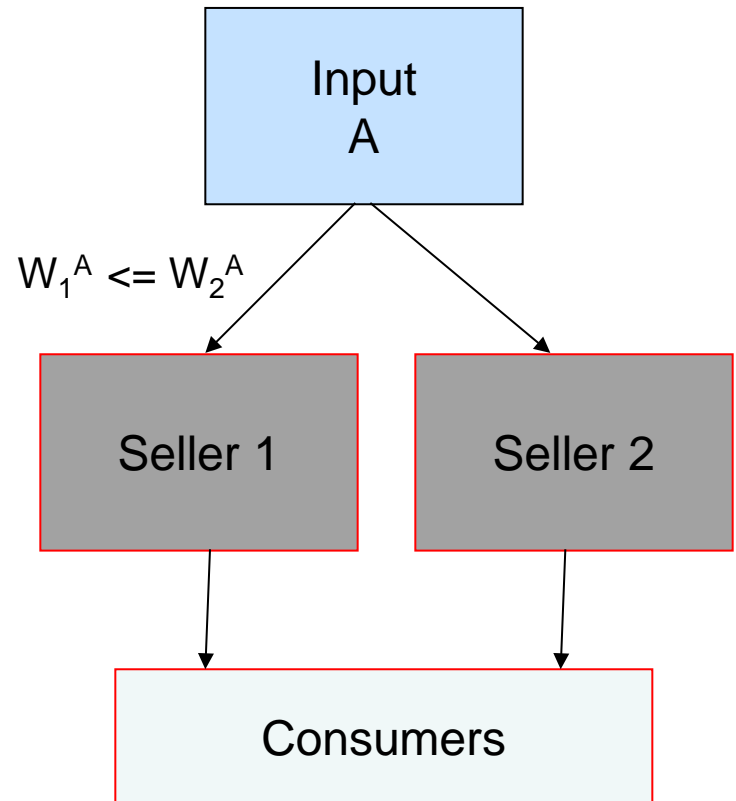 Input
A
W₁ᴬ <= W₂ᴬ
Seller 1
Seller 2
Consumers